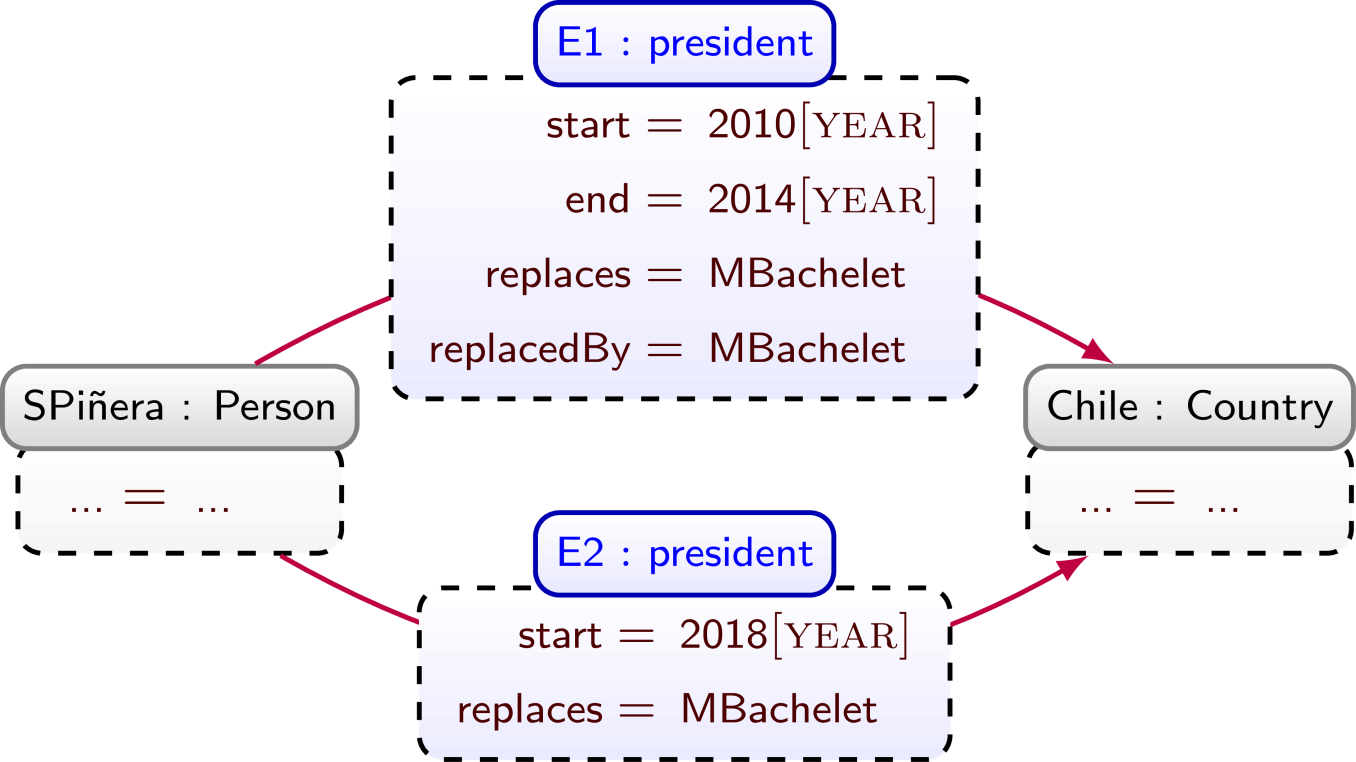 E1 : president
start = 2010[YEAR]
end = 2014[YEAR]
replaces = MBachelet
replacedBy = MBachelet
SPiñera : Person
... = ...
Chile : Country
... = ...
E2 : president
start = 2018[YEAR]
replaces = MBachelet